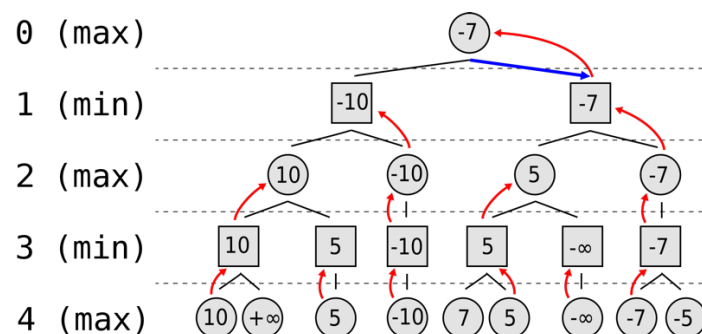 0 (max) -7
1 (min) -10 -7
2 (max) 10 -10 5 -7
3 (min) 10 5 -10 5 -∞ -7
4 (max) 10 +∞ 5 -10 7 5 -∞ -7 -5